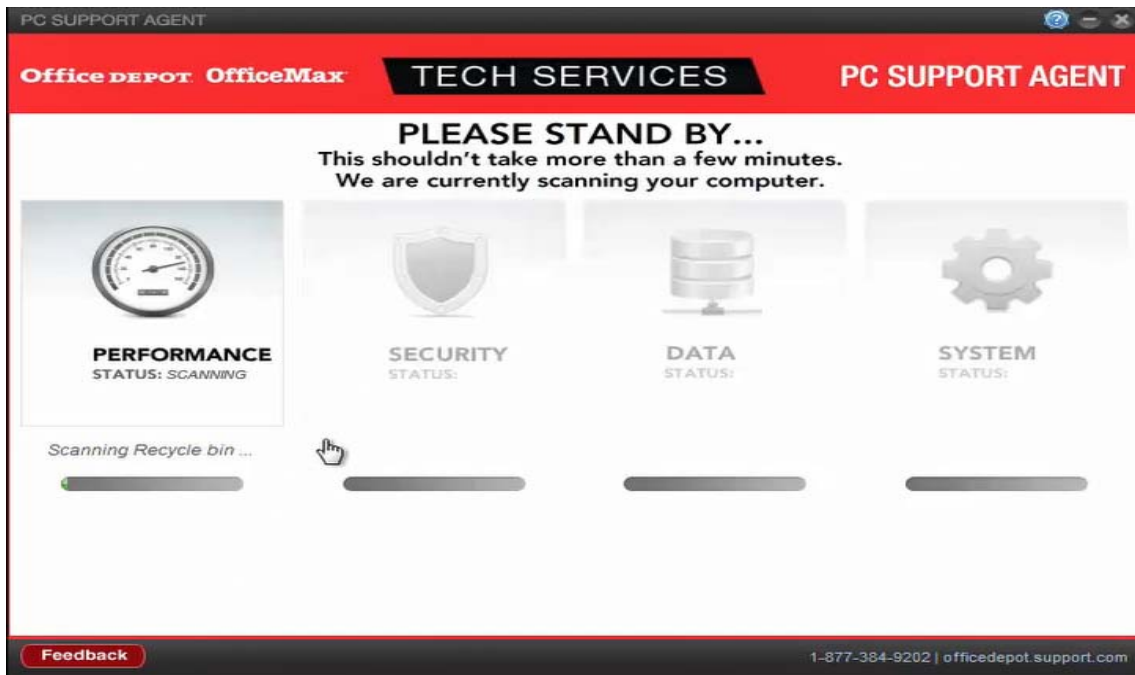 PC SUPPORT AGENT
Office DEPOT OfficeMax TECH SERVICES PC SUPPORT AGENT
PLEASE STAND BY...
This shouldn't take more than a few minutes.
We are currently scanning your computer.
PERFORMANCE
STATUS: SCANNING
SECURITY
STATUS:
DATA
STATUS:
SYSTEM
STATUS:
Scanning Recycle bin ...
Feedback
1-877-384-9202 | officedepot.support.com